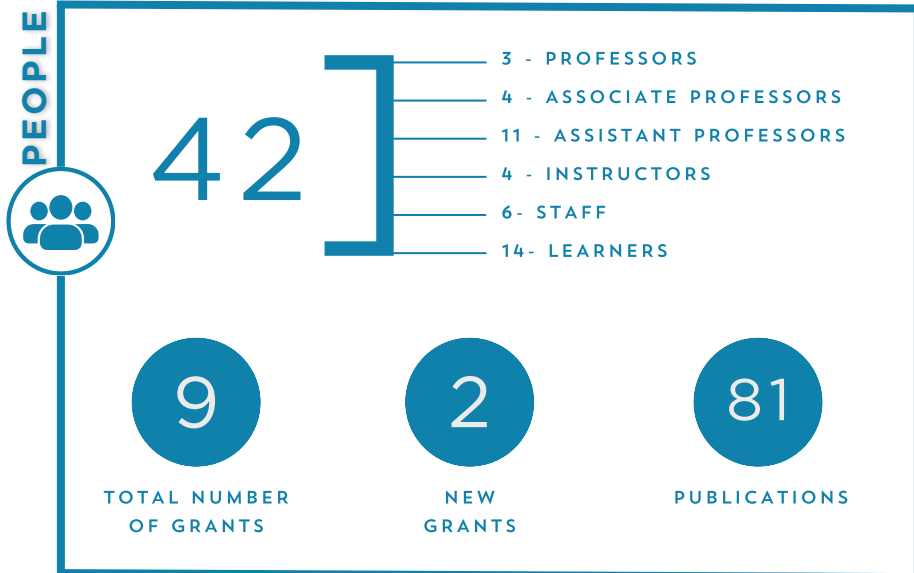 PEOPLE
42
3 - PROFESSORS
4 - ASSOCIATE PROFESSORS
11 - ASSISTANT PROFESSORS
4 - INSTRUCTORS
6- STAFF
14- LEARNERS
9
TOTAL NUMBER
OF GRANTS
2
NEW
GRANTS
81
PUBLICATIONS